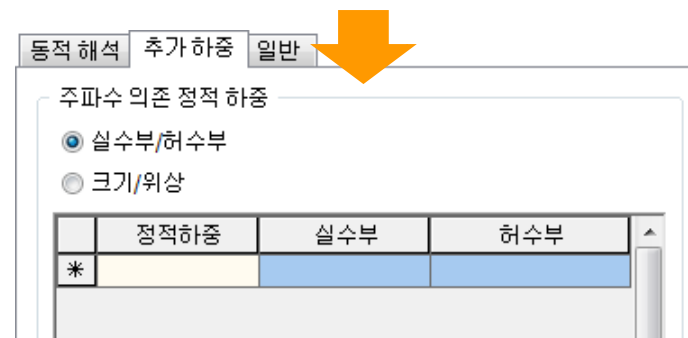 동적 해석 추가 하중 일반
주파수 의존 정적 하중
실수부/허수부
크기/위상
정적하중 실수부 허수부
*